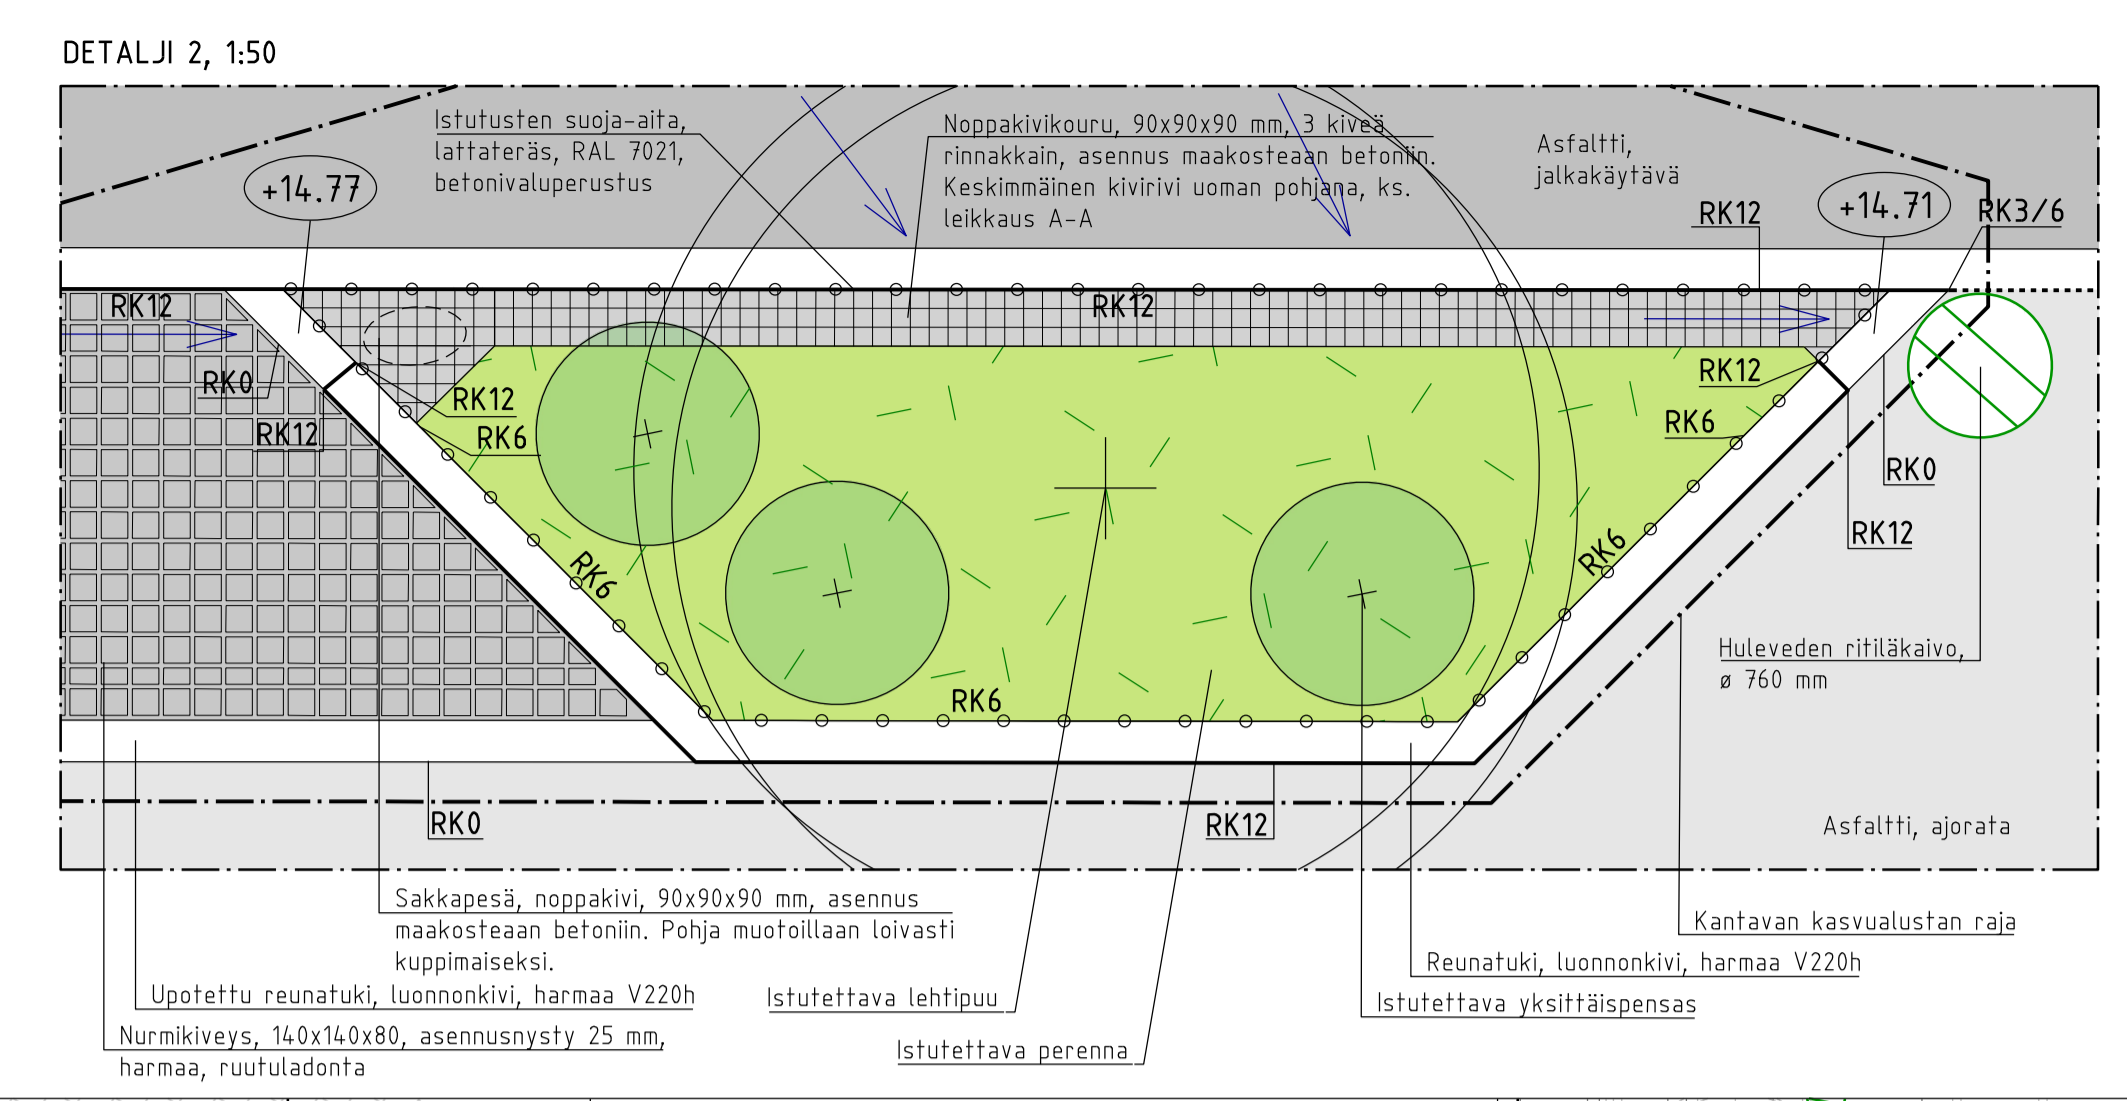 DETALJI 2, 1:50
Istutusten suoja-aita,
lattateräs, RAL 7021,
betonivaluperustus
Noppakivikouru, 90x90x90 mm, 3 kiveä
rinnakkain, asennus maakosteaan betoniin.
Keskimmäinen kivirivi uoman pohjana, ks.
leikkaus A-A
Asfaltti,
jalkakäytävä
+14.77
+14.71
RK12
RK3/6
RK12
RK12
RK0
RK12
RK12
RK6
RK12
RK6
RK0
RK12
RK6
RK6
RK6
Huleveden ritiläkaivo,
ø 760 mm
RK0
RK12
Asfaltti, ajorata
Sakkapesä, noppakivi, 90x90x90 mm, asennus
maakosteaan betoniin. Pohja muotoillaan loivasti
kuppimaiseksi.
Kantavan kasvualustan raja
Reunatuki, luonnonkivi, harmaa V220h
Upotettu reunatuki, luonnonkivi, harmaa V220h
Istutettava lehtipuu
Istutettava yksittäispensas
Nurmikiveys, 140x140x80, asennusnysty 25 mm,
harmaa, ruutuladonta
Istutettava perenna